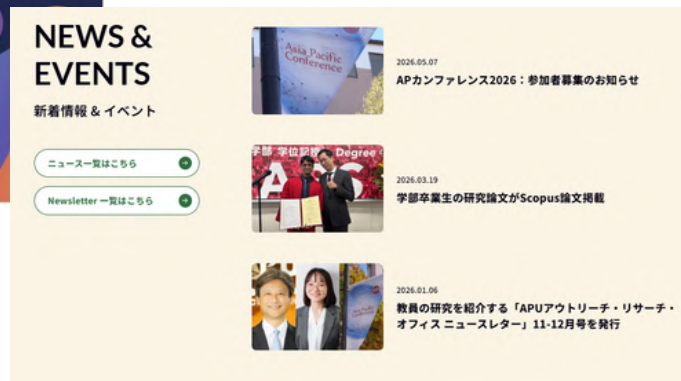 NEWS &
EVENTS
新着情報 & イベント
ニュース一覧はこちら
Newsletter 一覧はこちら
Asia Pacific
Conference
2026.05.07
APカンファレンス2026：参加者募集のお知らせ
学部 学位記授 Degree
2026.03.19
学部卒業生の研究論文がScopus論文掲載
Asia Pacific
Conference
2026.01.06
教員の研究を紹介する「APUアウトリーチ・リサーチ・
オフィス ニュースレター」11-12月号を発行